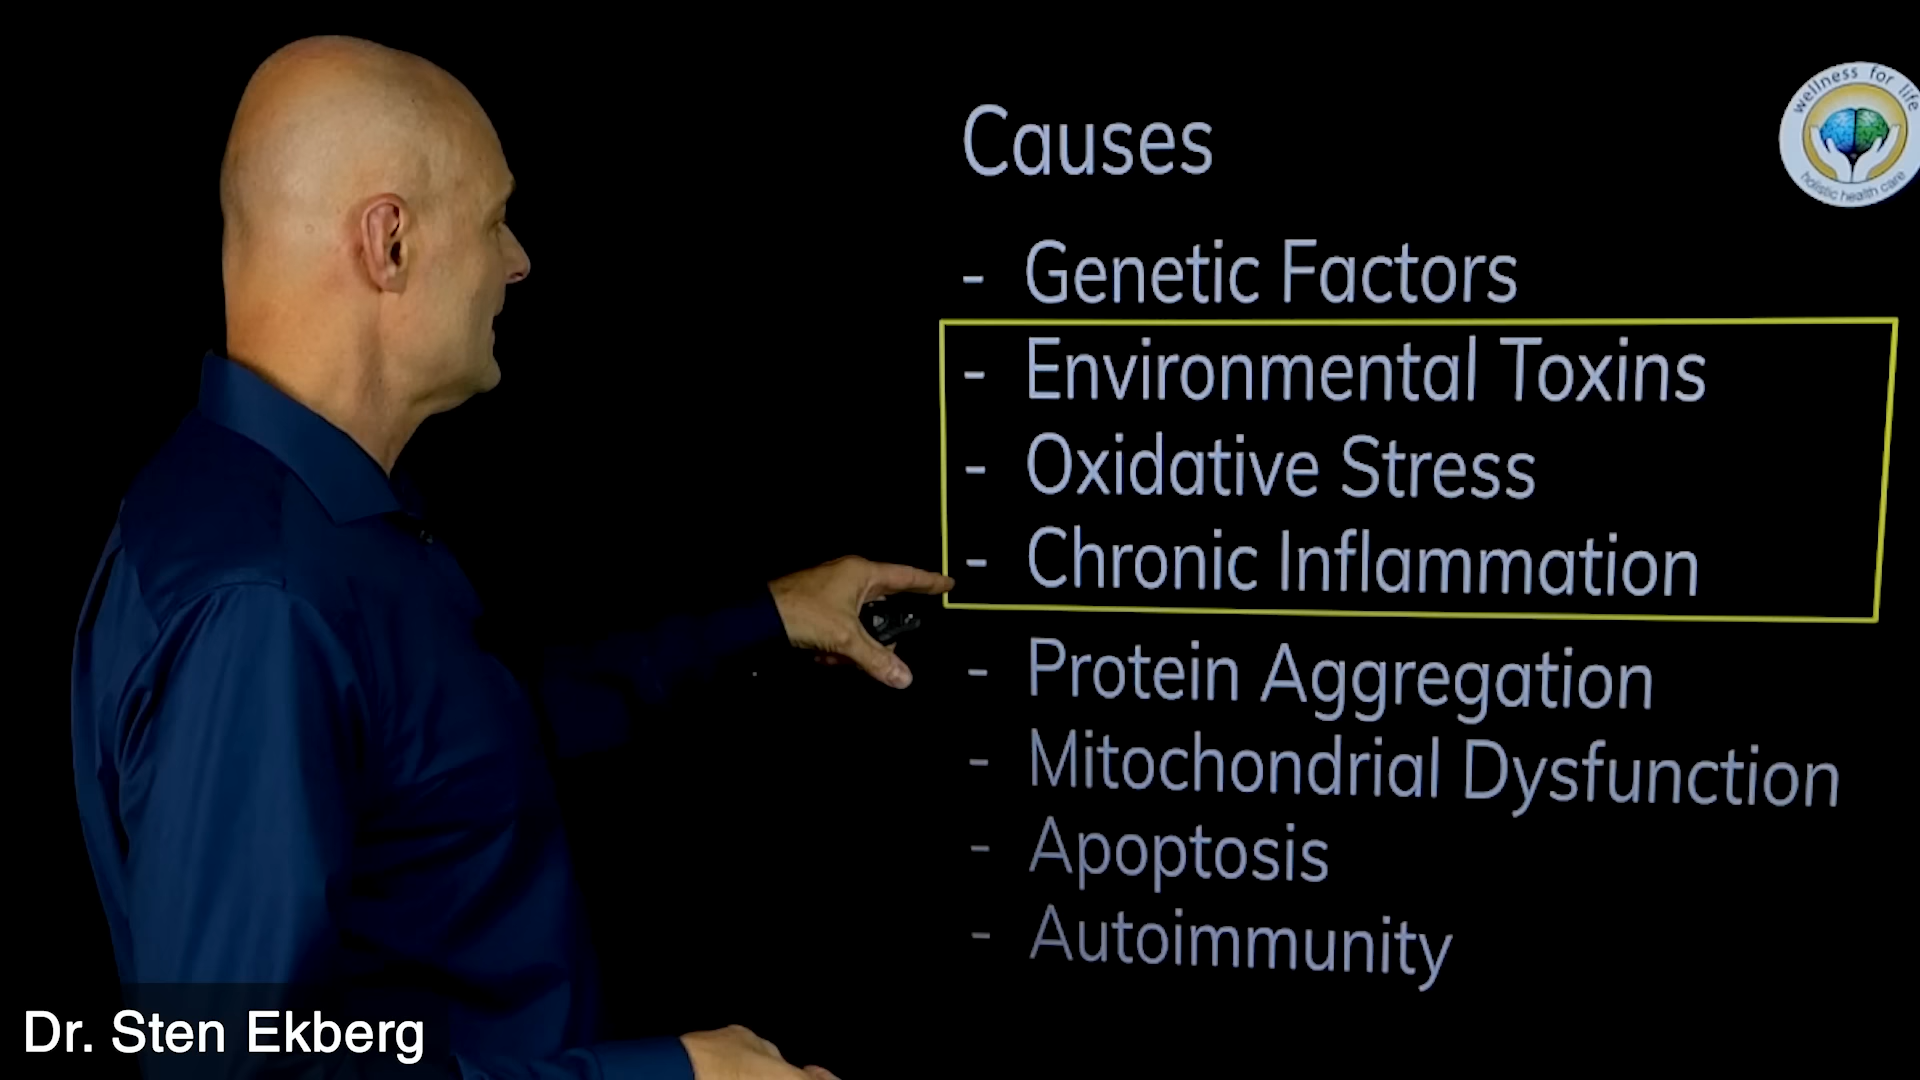 Causes
wellness for life
holistic health care
- Genetic Factors
- Environmental Toxins
- Oxidative Stress
- Chronic Inflammation
- Protein Aggregation
- Mitochondrial Dysfunction
- Apoptosis
- Autoimmunity
Dr. Sten Ekberg